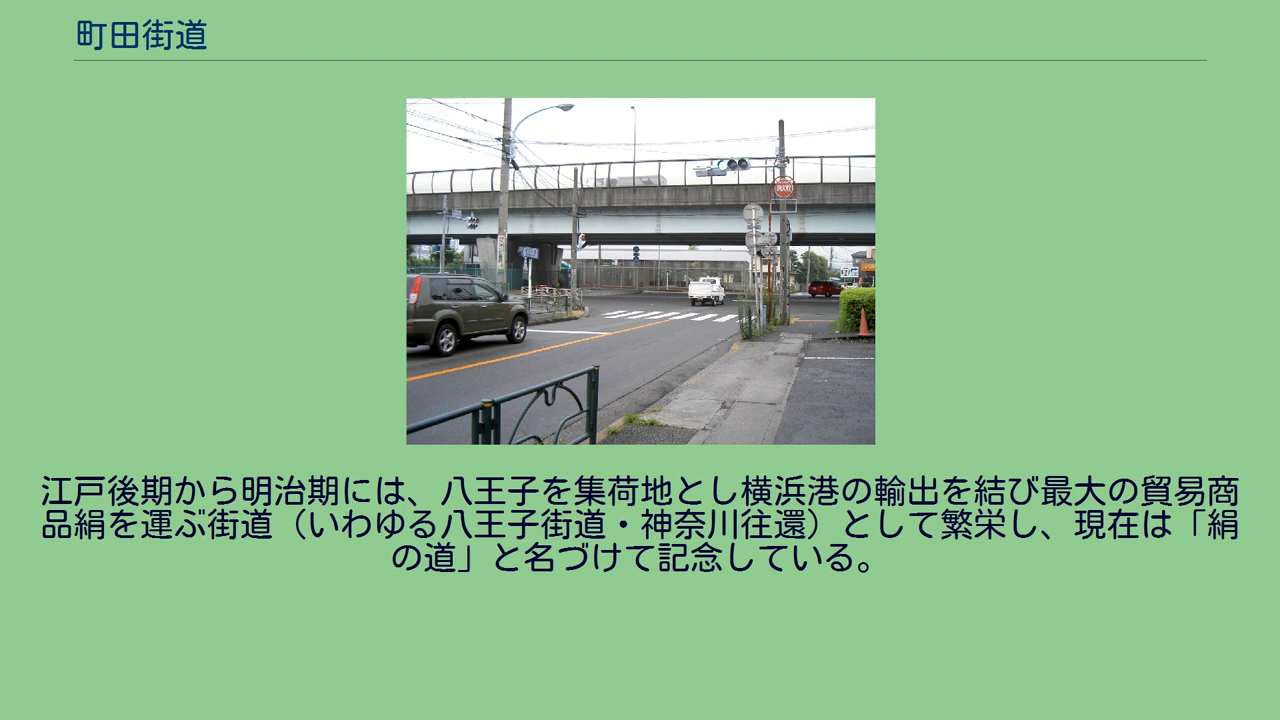 町田街道
消火栓
江戸後期から明治期には、八王子を集荷地とし横浜港の輸出を結び最大の貿易商
品絹を運ぶ街道（いわゆる八王子街道・神奈川往還）として繁栄し、現在は「絹
の道」と名づけて記念している。